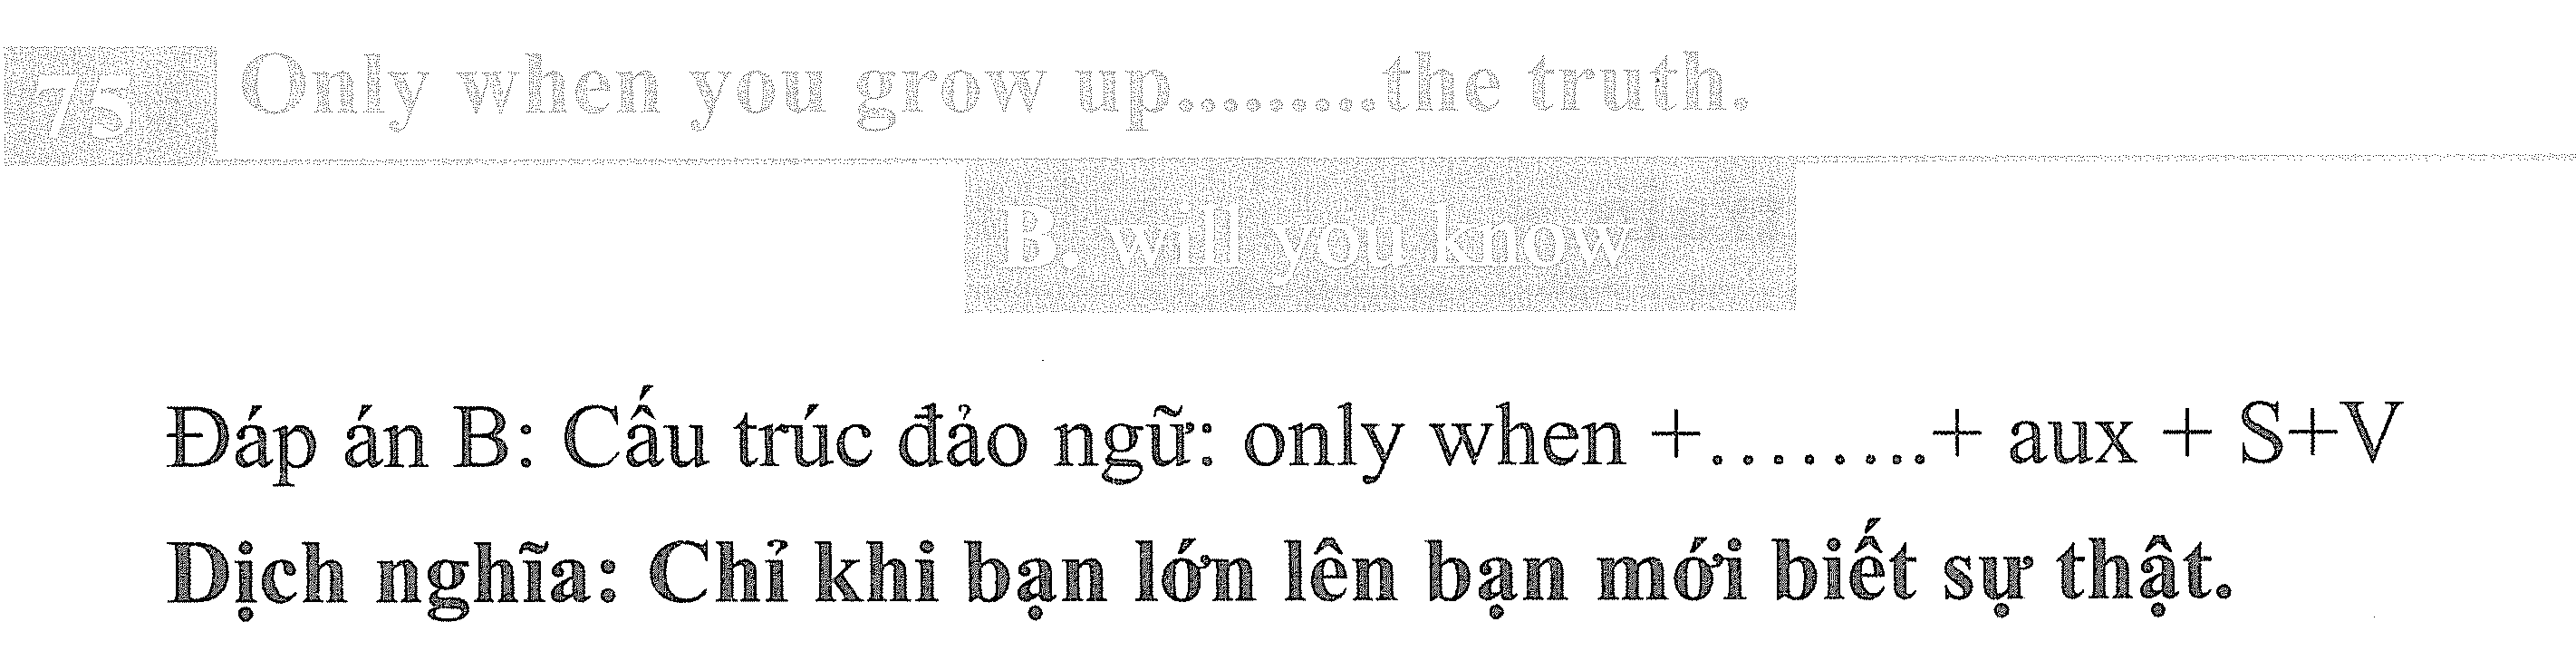 75 Only when you grow up.........the truth.
B. will you know
Đáp án B: Cấu trúc đảo ngữ: only when +........+ aux + S+V
Dịch nghĩa: Chỉ khi bạn lớn lên bạn mới biết sự thật.